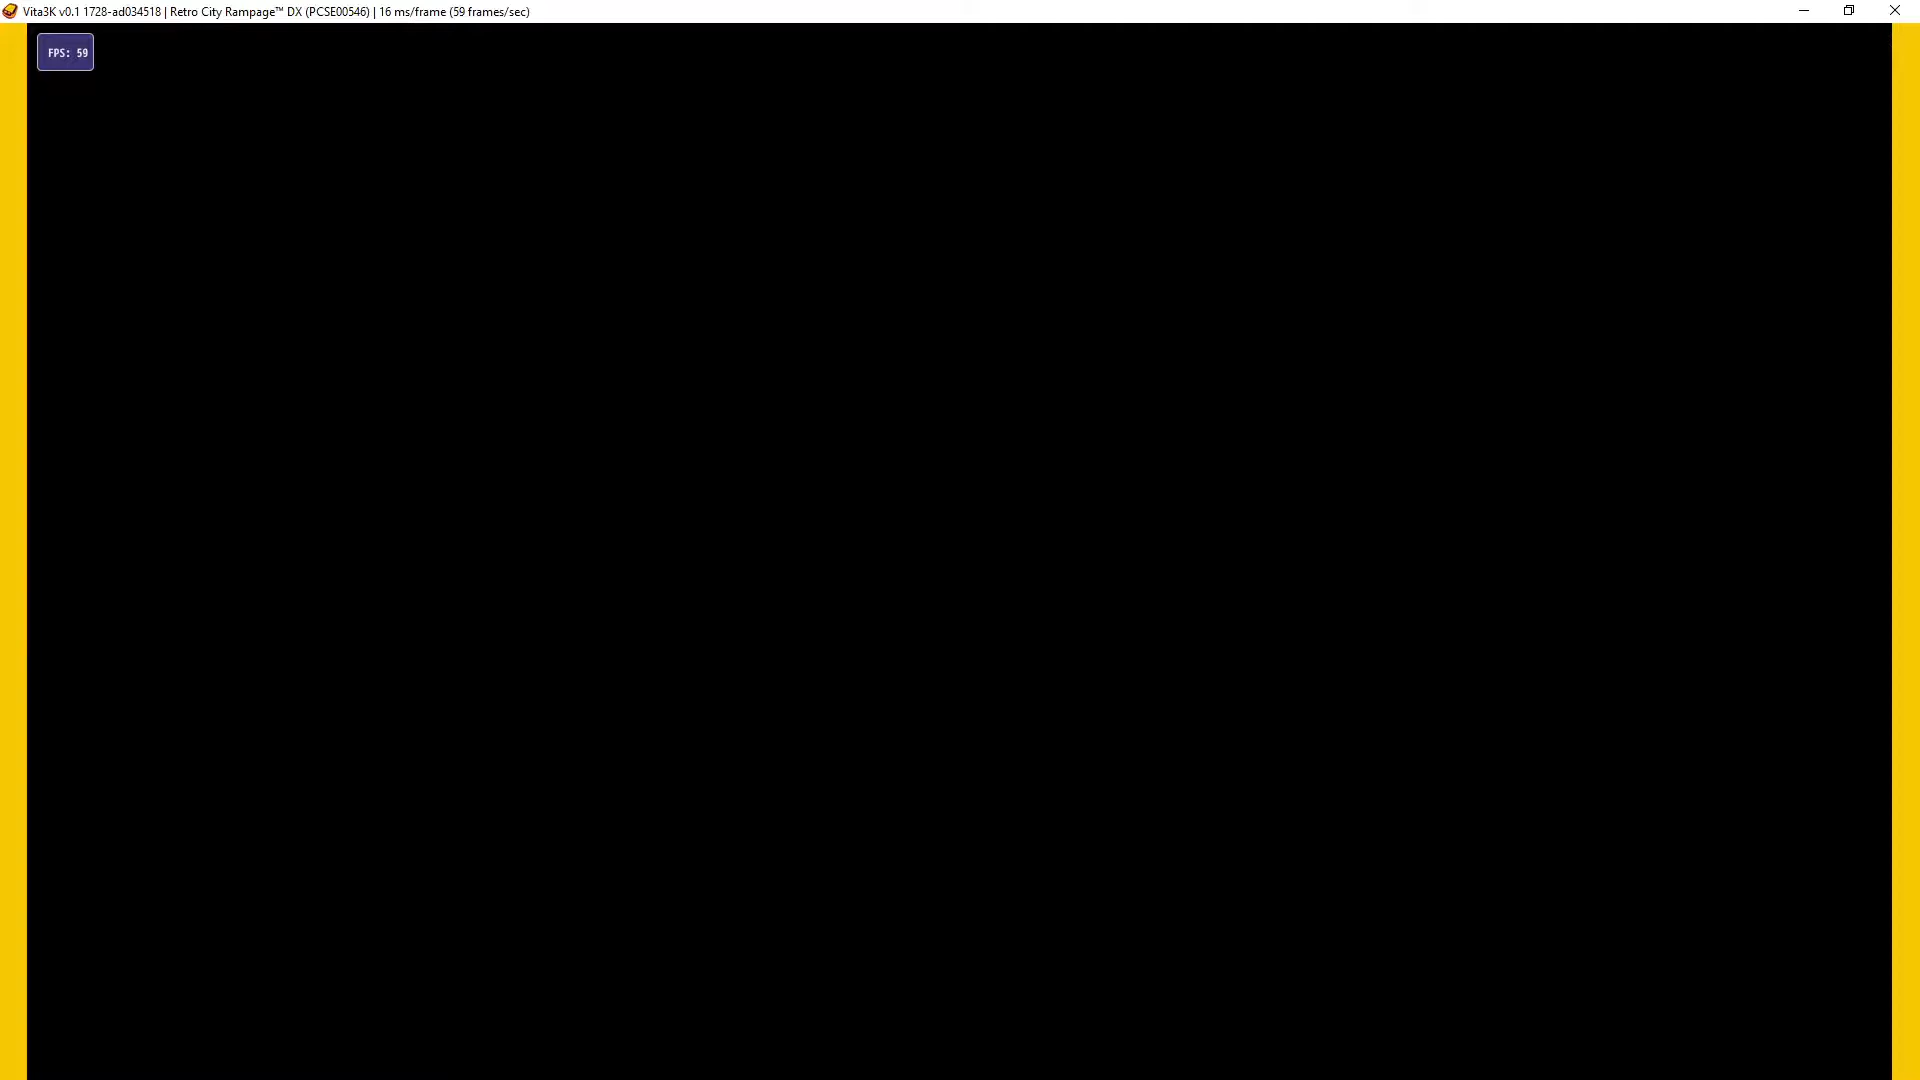 Vita3K v0.1 1728-ad034518 | Retro City Rampage™ DX (PCSE00546) | 16 ms/frame (59 frames/sec)
FPS: 59